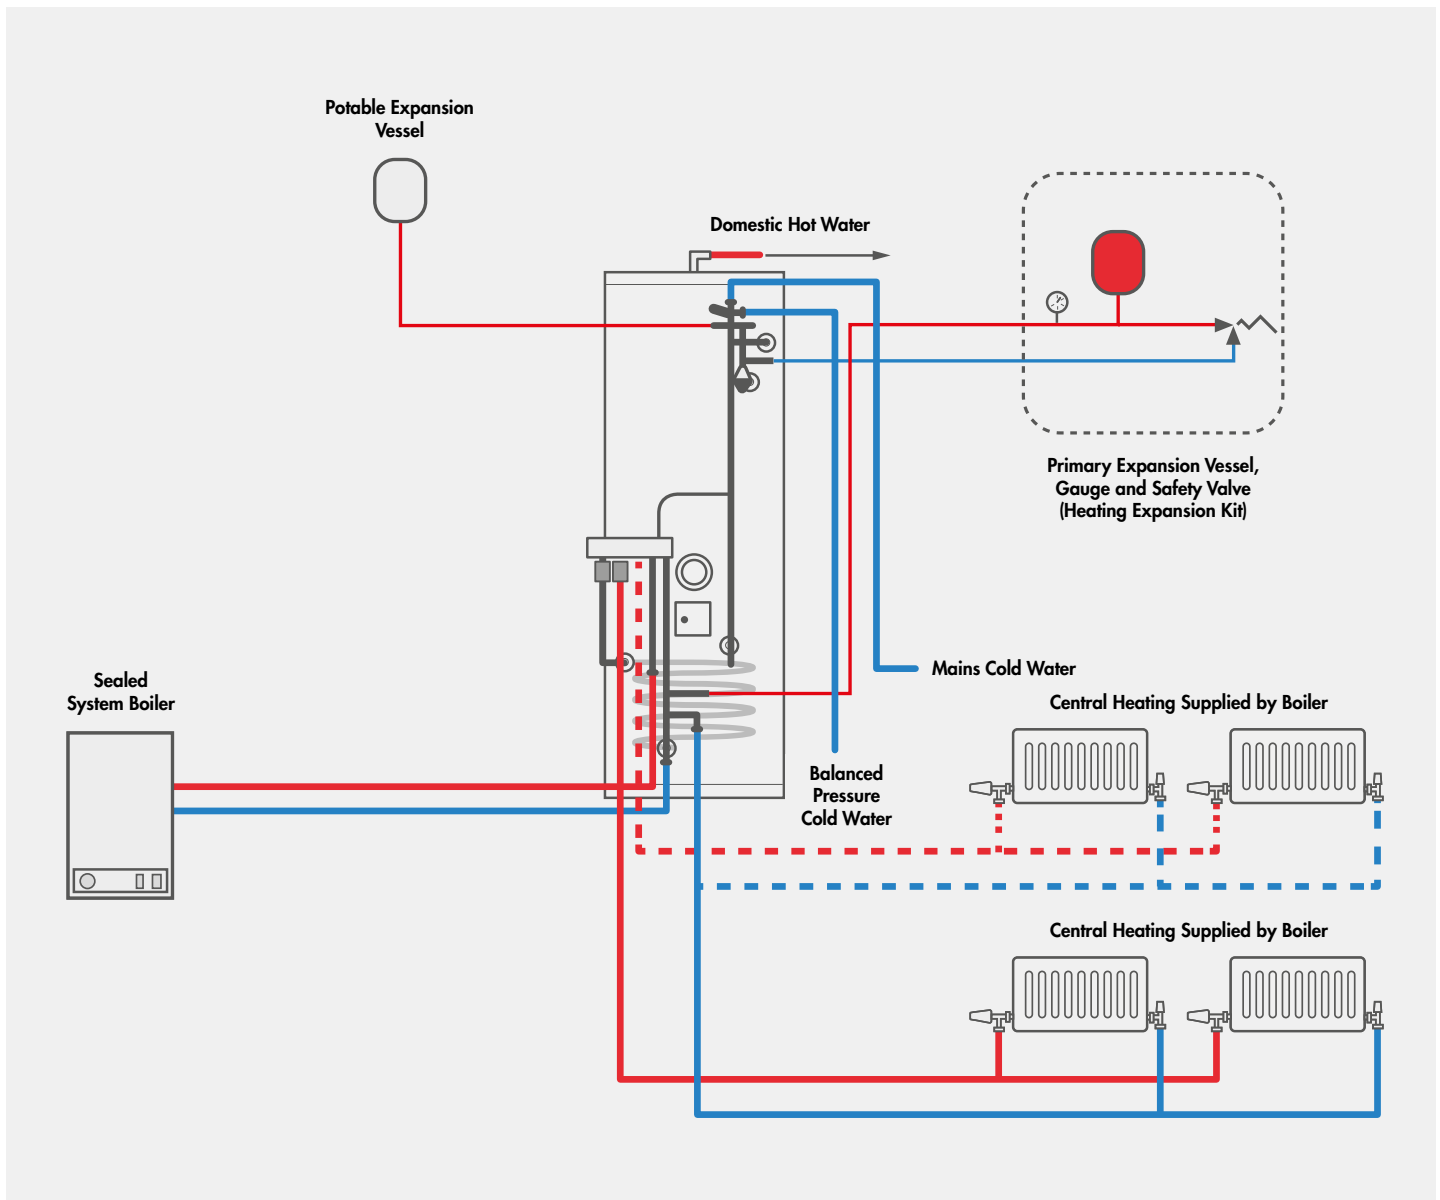 Potable Expansion
Vessel
Domestic Hot Water
Primary Expansion Vessel,
Gauge and Safety Valve
(Heating Expansion Kit)
Sealed
System Boiler
Mains Cold Water
Central Heating Supplied by Boiler
Balanced
Pressure
Cold Water
Central Heating Supplied by Boiler